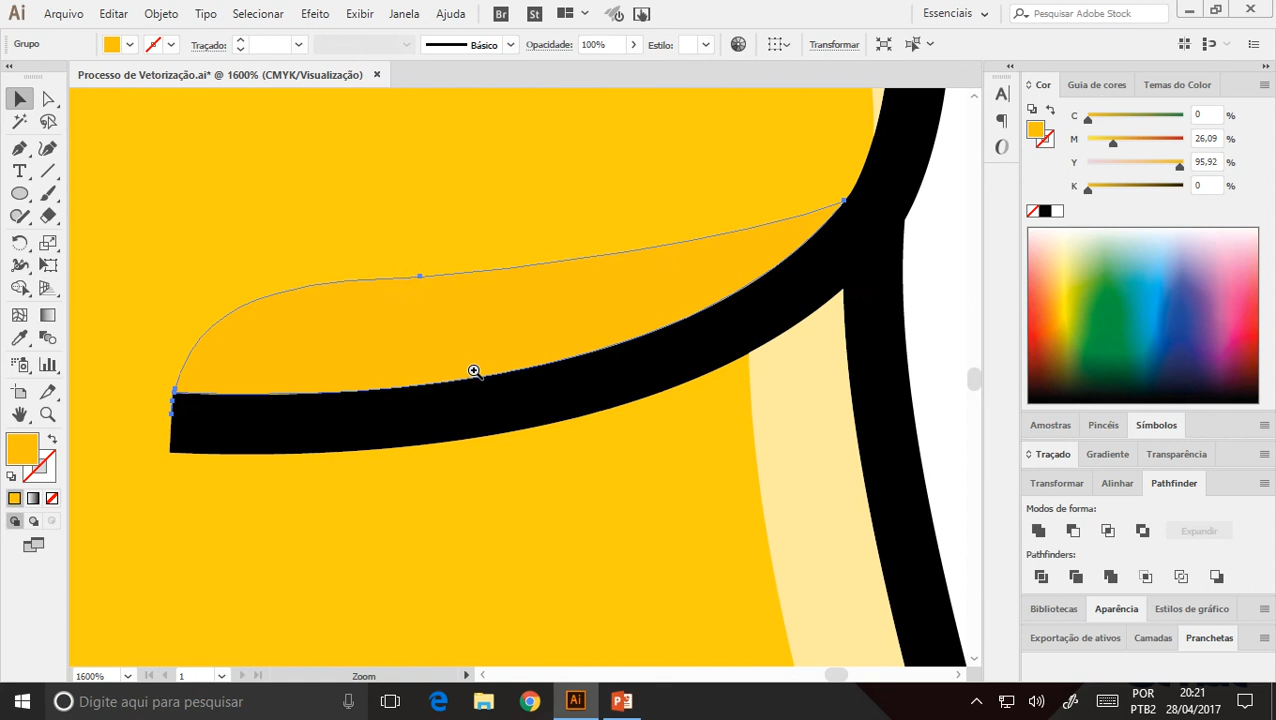 Ai Arquivo Editar Objeto Tipo Selecionar Efeito Exibir Janela Ajuda Br St Essenciais Pesquisar Adobe Stock
Grupo Traçado: Básico Opacidade: 100% Estilo: Transformar
Processo de Vetorização.ai* @ 1600% (CMYK/Visualização) ×
Cor Guia de cores Temas do Color
C 0 %
M 26,09 %
Y 95,92 %
K 0 %
Amostras Pincéis Símbolos
Traçado Gradiente Transparência
Transformar Alinhar Pathfinder
Modos de forma:
Expandir
Pathfinders:
Bibliotecas Aparência Estilos de gráfico
Exportação de ativos Camadas Pranchetas
1600% 1 Zoom
Digite aqui para pesquisar
Ai
POR
PTB2
20:21
28/04/2017